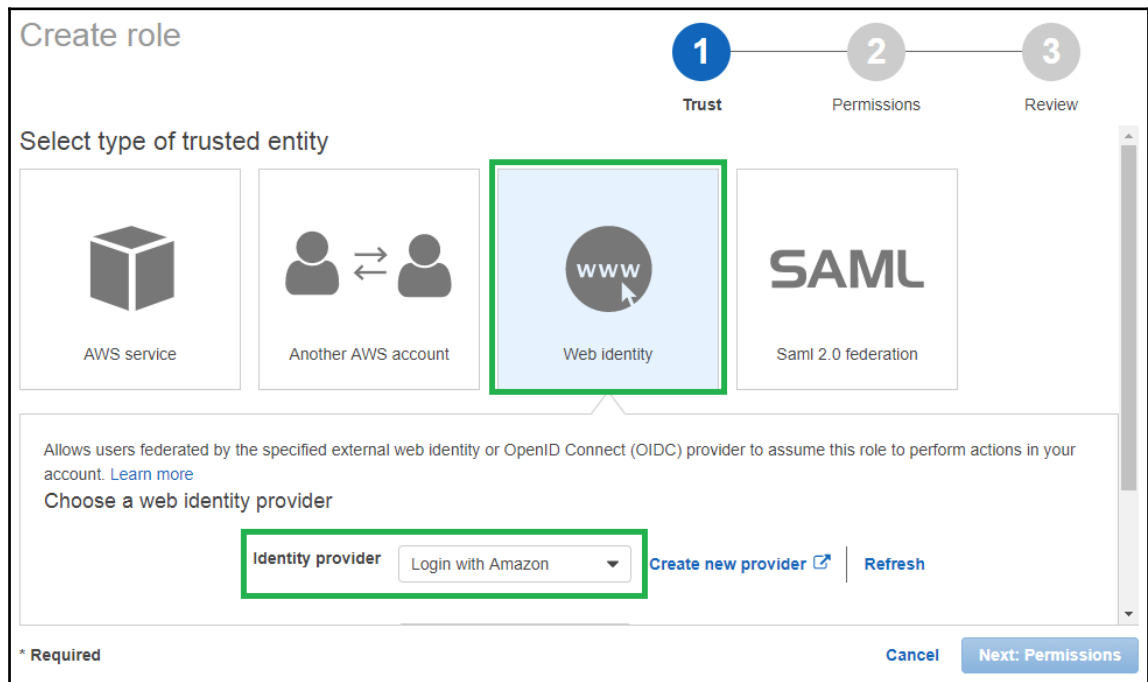 Create role
1
2
3
Trust
Permissions
Review
Select type of trusted entity
www
SAML
AWS service
Another AWS account
Web identity
Saml 2.0 federation
Allows users federated by the specified external web identity or OpenID Connect (OIDC) provider to assume this role to perform actions in your
account. Learn more
Choose a web identity provider
Identity provider
Login with Amazon
Create new provider
Refresh
* Required
Cancel
Next: Permissions